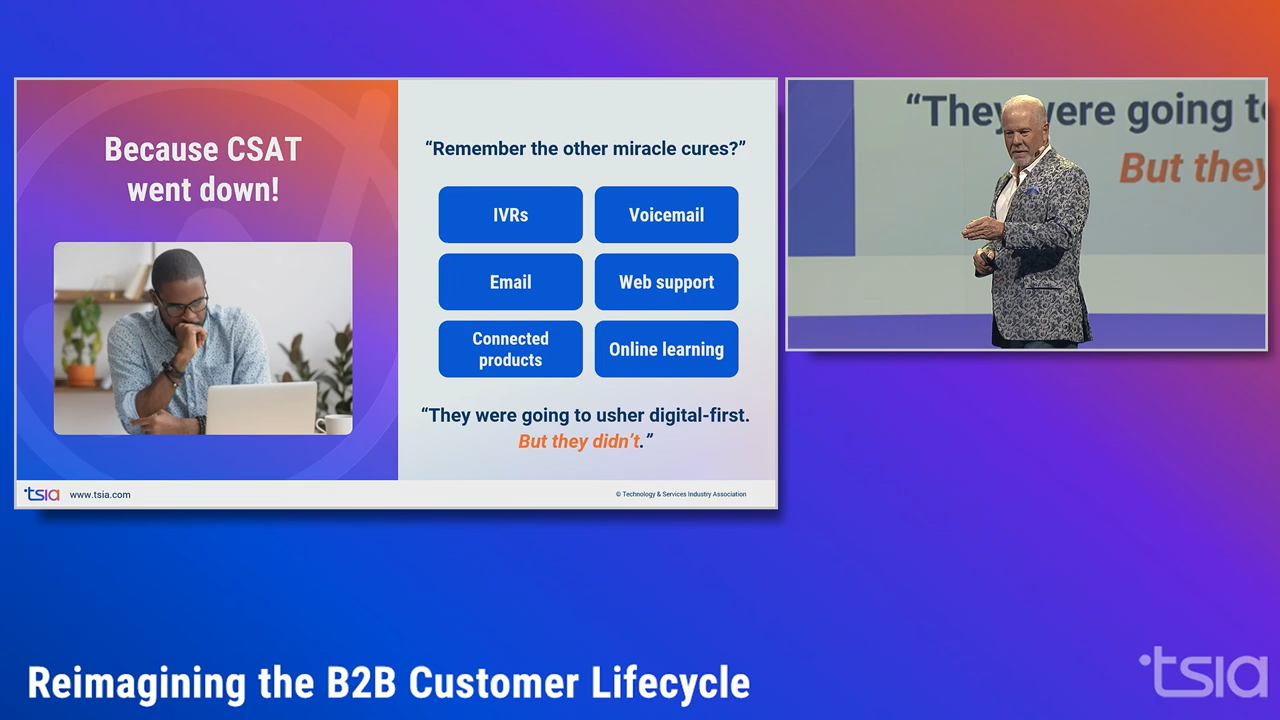 Because CSAT
went down!
“Remember the other miracle cures?”
IVRs
Voicemail
Email
Web support
Connected
products
Online learning
“They were going to usher digital-first.
But they didn’t.”
tsia
www.tsia.com
© Technology & Services Industry Association
“They were going to
But they
Reimagining the B2B Customer Lifecycle
tsia